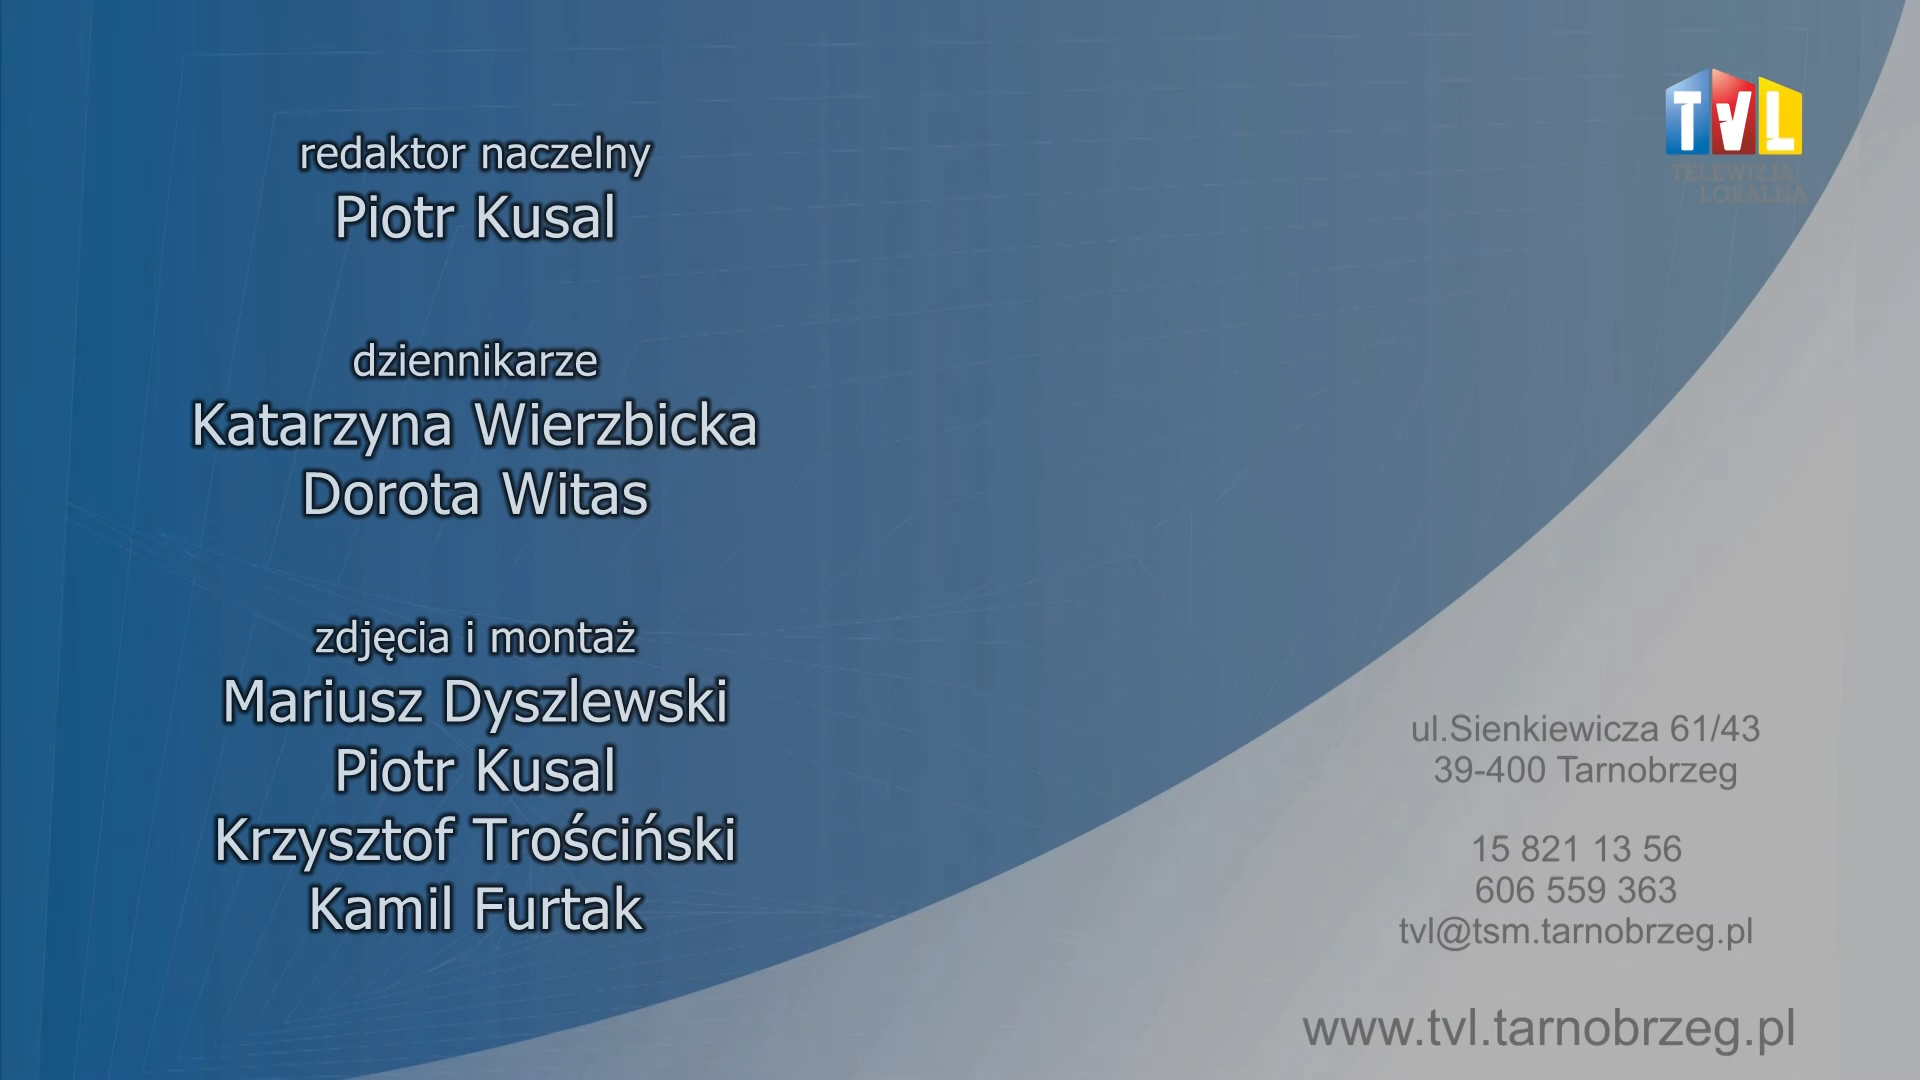 redaktor naczelny
Piotr Kusal
dziennikarze
Katarzyna Wierzbicka
Dorota Witas
zdjęcia i montaż
Mariusz Dyszlewski
Piotr Kusal
Krzysztof Trościński
Kamil Furtak
TVL
TELEWIZJA
LOKALNA
ul.Sienkiewicza 61/43
39-400 Tarnobrzeg
15 821 13 56
606 559 363
tvl@tsm.tarnobrzeg.pl
www.tvl.tarnobrzeg.pl